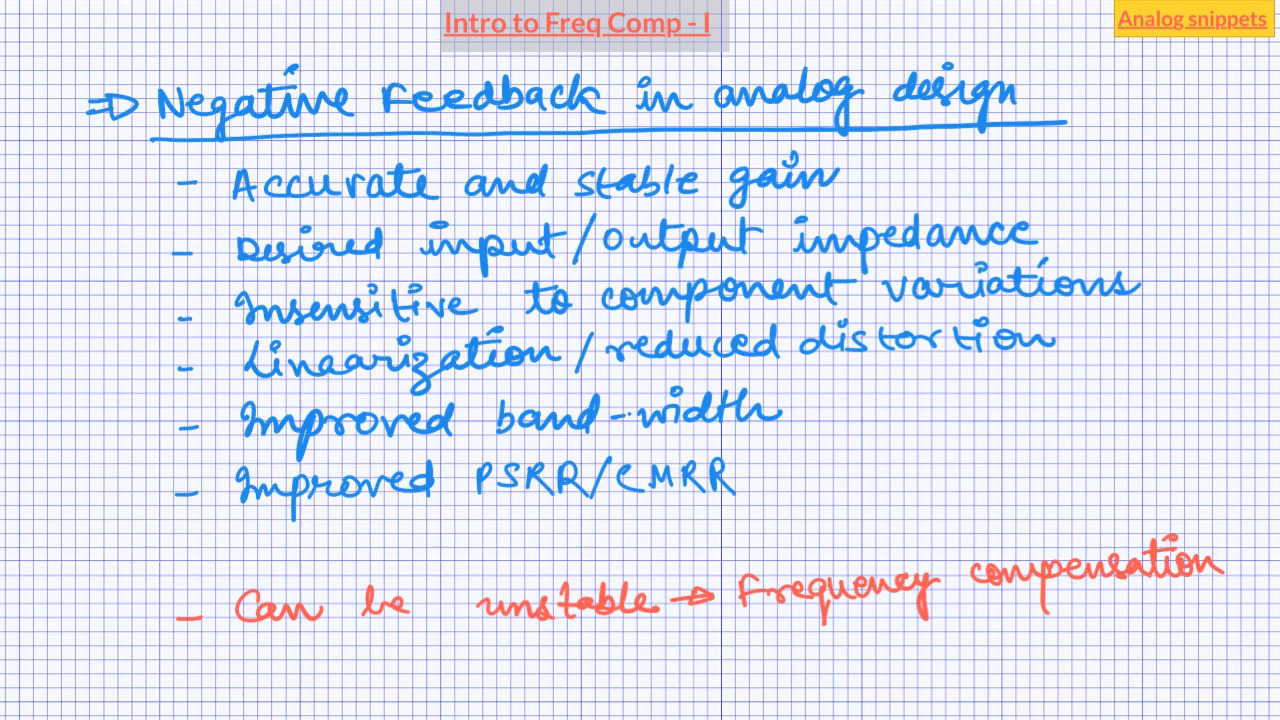 Intro to Freq Comp - I
Analog snippets
⇒ Negative Feedback in analog design
- Accurate and stable gain
- Desired input/output impedance
- Insensitive to component variations
- Linearization/reduced distortion
- Improved band-width
- Improved PSRR/CMRR
- Can be unstable → Frequency compensation